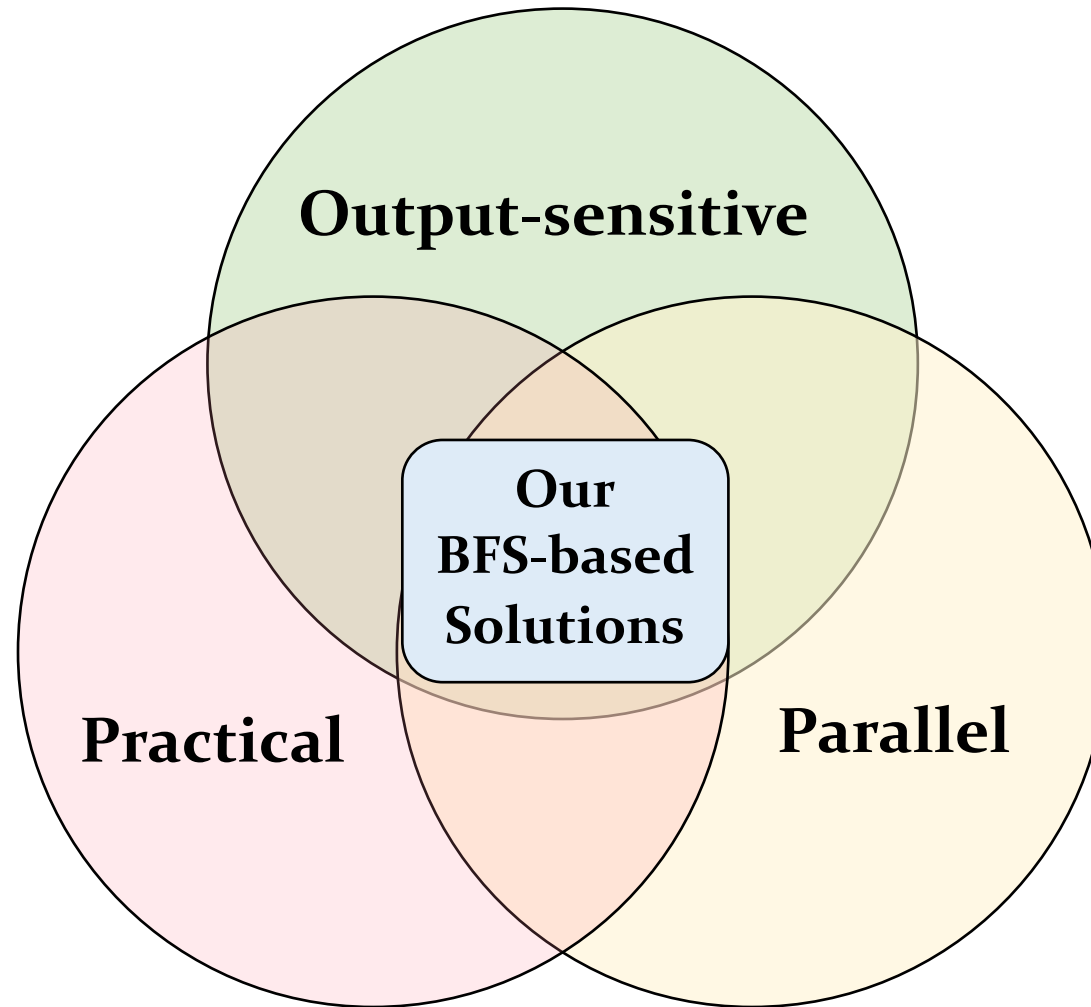 Output-sensitive
Our
BFS-based
Solutions
Practical
Parallel